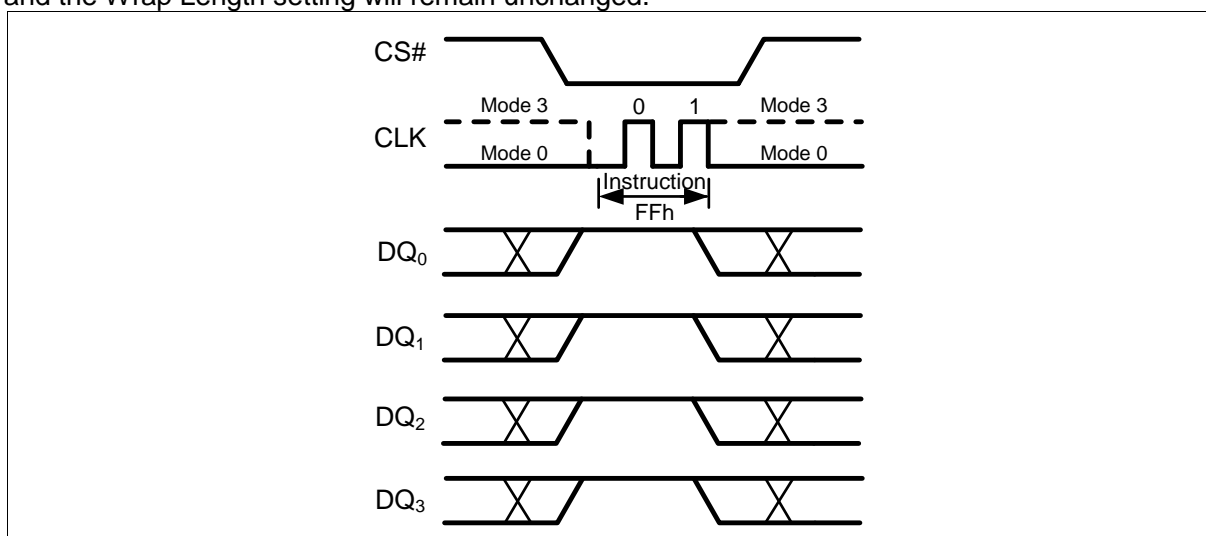 and the Wrap Length setting will remain unchanged.
CS#
Mode 3 0 1 Mode 3
CLK
Mode 0 Mode 0
Instruction
FFh
DQ0
DQ1
DQ2
DQ3